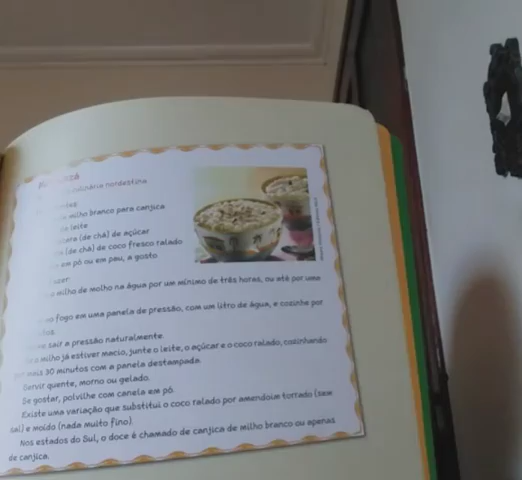 culinária nordestina
milho branco para canjica
leite
(de chá) de açúcar
(de chá) de coco fresco ralado
em pó ou em pau, a gosto
milho de molho na água por um mínimo de três horas, ou até por uma
fogo em uma panela de pressão, com um litro de água, e cozinhe por
sair a pressão naturalmente.
milho já estiver macio, junte o leite, o açúcar e o coco ralado, cozinhando
mais 30 minutos com a panela destampada.
Servir quente, morno ou gelado.
Se gostar, polvilhe com canela em pó.
Existe uma variação que substitui o coco ralado por amendoim torrado (sem
sal) e moído (nada muito fino).
Nos estados do Sul, o doce é chamado de canjica de milho branco ou apenas
de canjica.